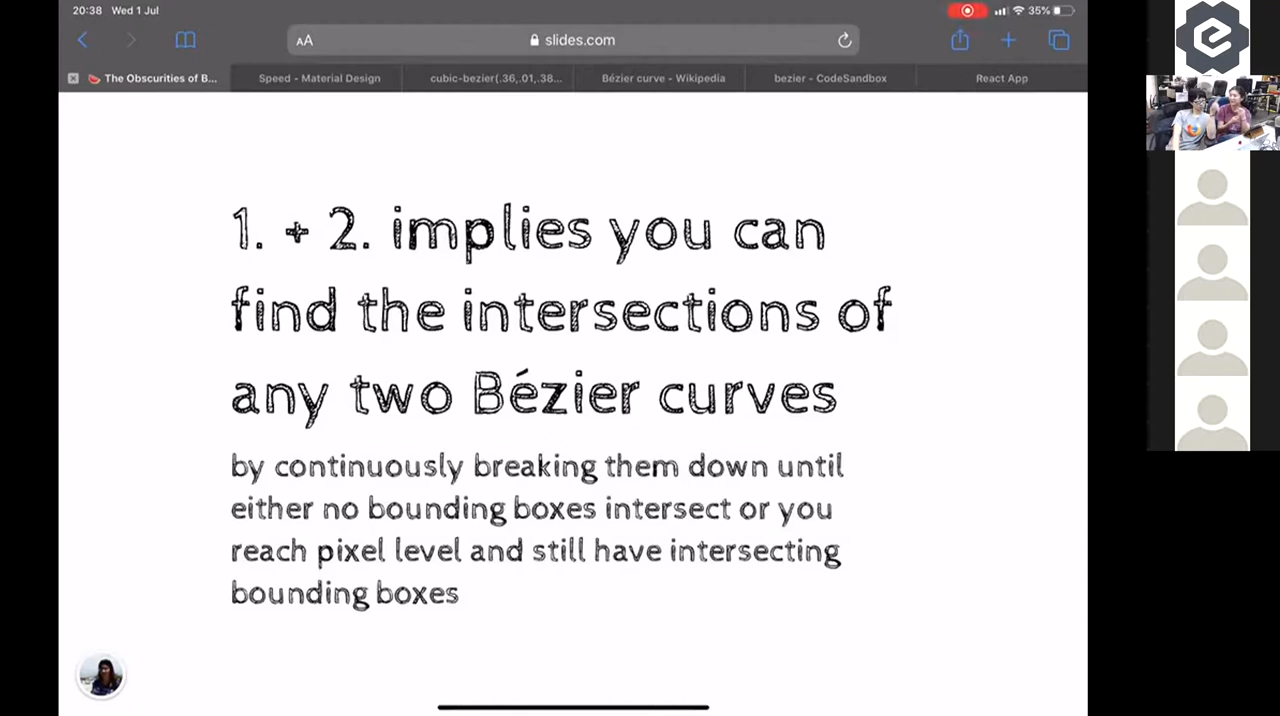 20:38 Wed 1 Jul
35%
AA
slides.com
The Obscurities of B...
Speed - Material Design
cubic-bezier(.36,.01,.38...
Bézier curve - Wikipedia
bezier - CodeSandbox
React App
1. + 2. implies you can
find the intersections of
any two Bézier curves
by continuously breaking them down until
either no bounding boxes intersect or you
reach pixel level and still have intersecting
bounding boxes